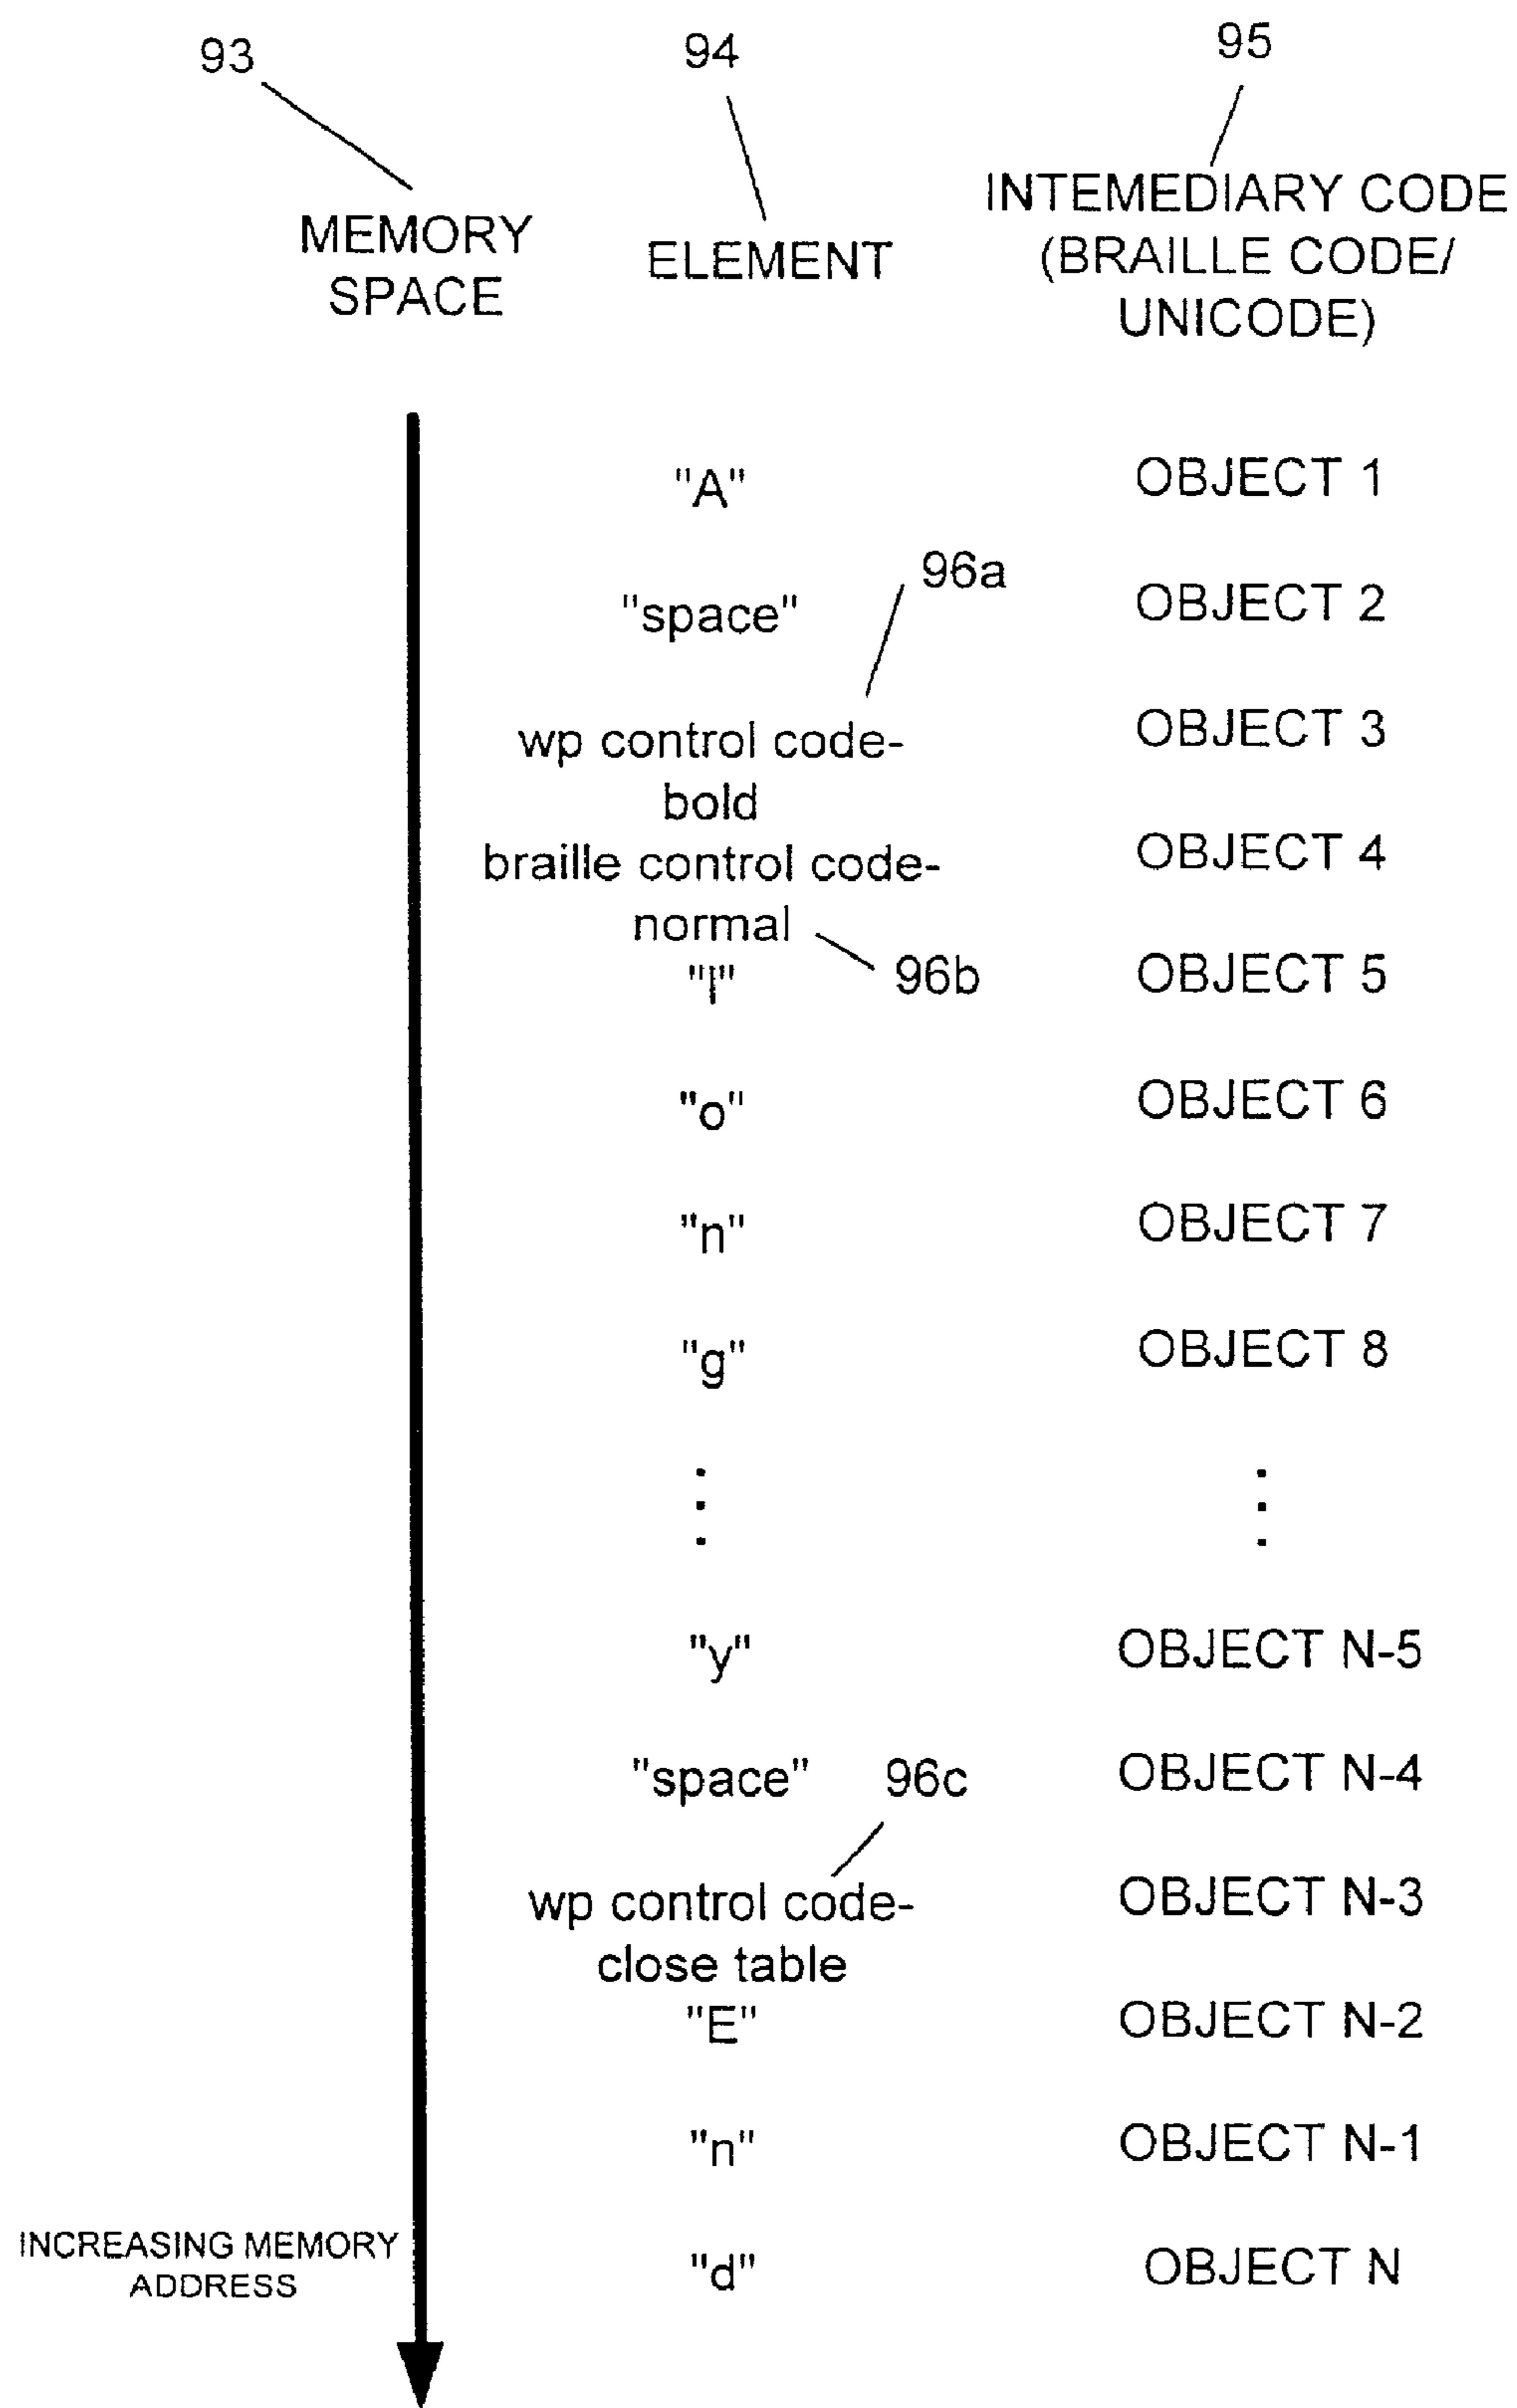 93
94
95
MEMORY
SPACE
ELEMENT
INTEMEDIARY CODE
(BRAILLE CODE/
UNICODE)
"A"
OBJECT 1
96a
"space"
OBJECT 2
wp control code-
bold
OBJECT 3
braille control code-
normal
OBJECT 4
96b
"l"
OBJECT 5
"o"
OBJECT 6
"n"
OBJECT 7
"g"
OBJECT 8
"y"
OBJECT N-5
"space"
96c
OBJECT N-4
wp control code-
close table
OBJECT N-3
"E"
OBJECT N-2
"n"
OBJECT N-1
INCREASING MEMORY
ADDRESS
"d"
OBJECT N